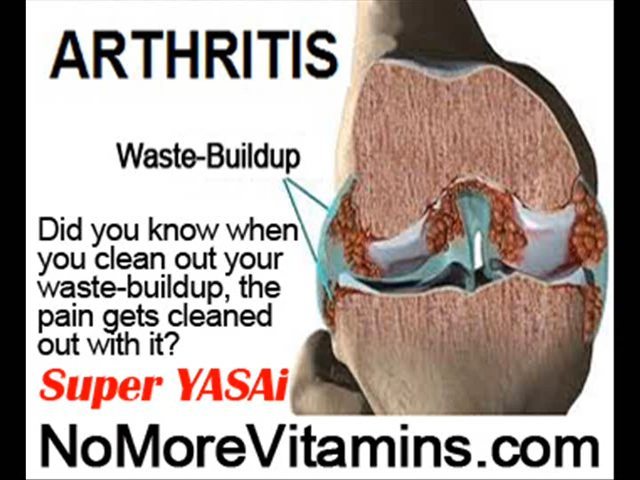 ARTHRITIS
Waste-Buildup
Did you know when
you clean out your
waste-buildup, the
pain gets cleaned
out with it?
Super YASAi
NoMoreVitamins.com